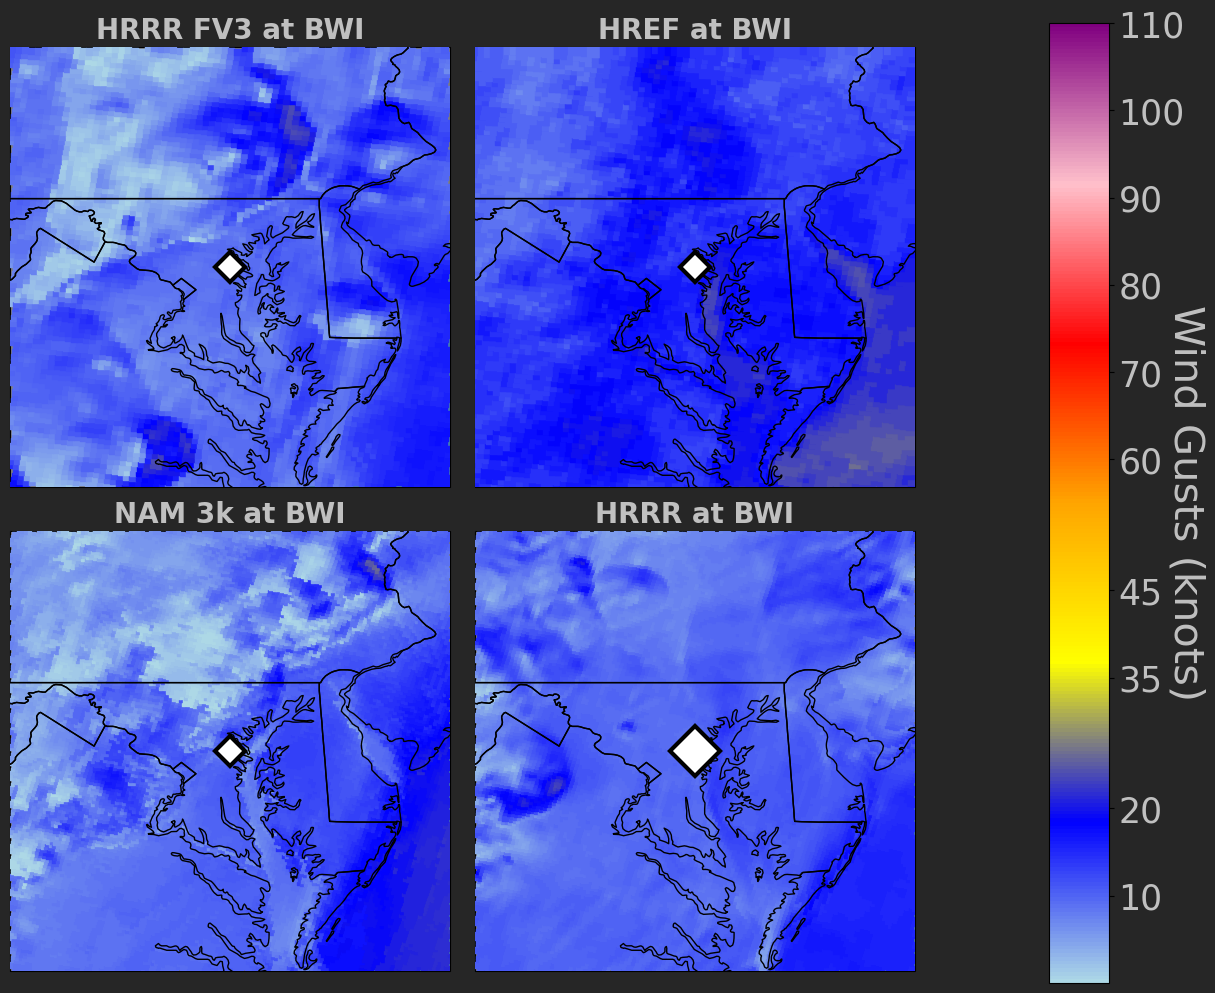 HRRR FV3 at BWI
HREF at BWI
NAM 3k at BWI
HRRR at BWI
110
100
90
80
70
60
45
35
20
10
Wind Gusts (knots)